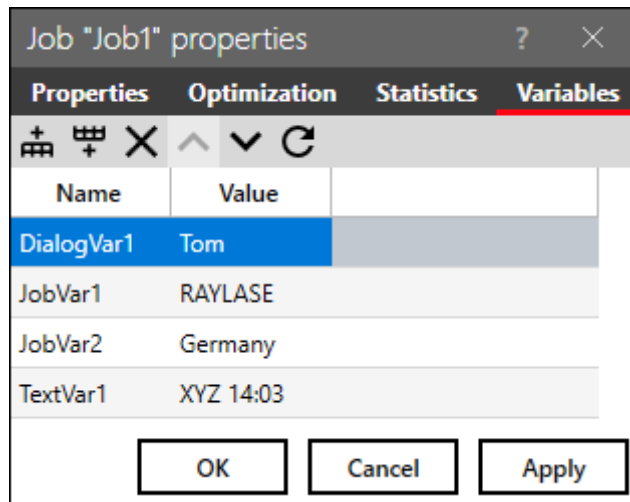 Job "Job1" properties ?
Properties Optimization Statistics Variables
Name Value
DialogVar1 Tom
JobVar1 RAYLASE
JobVar2 Germany
TextVar1 XYZ 14:03
OK Cancel Apply